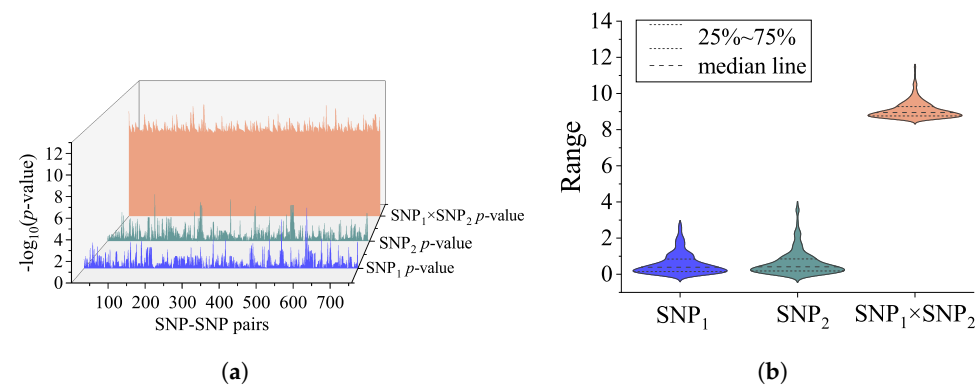 12
10
8
6
4
2
0
-log10(p-value)
100 200 300 400 500 600 700
SNP-SNP pairs
SNP1×SNP2 p-value
SNP2 p-value
SNP1 p-value
(a)
14
12
10
8
6
4
2
0
Range
25%~75%
median line
SNP1 SNP2 SNP1×SNP2
(b)